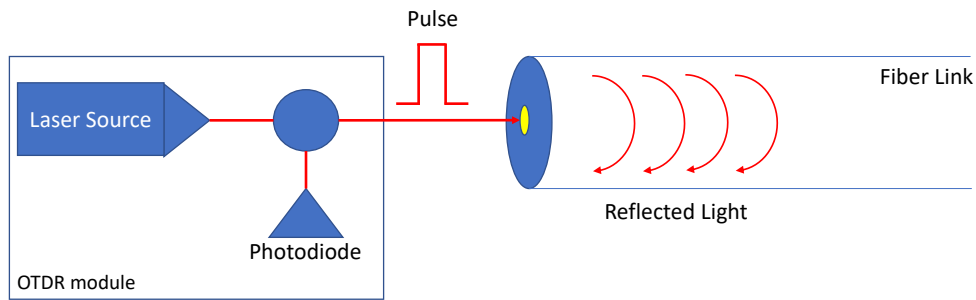 Pulse
Fiber Link
Laser Source
Reflected Light
Photodiode
OTDR module